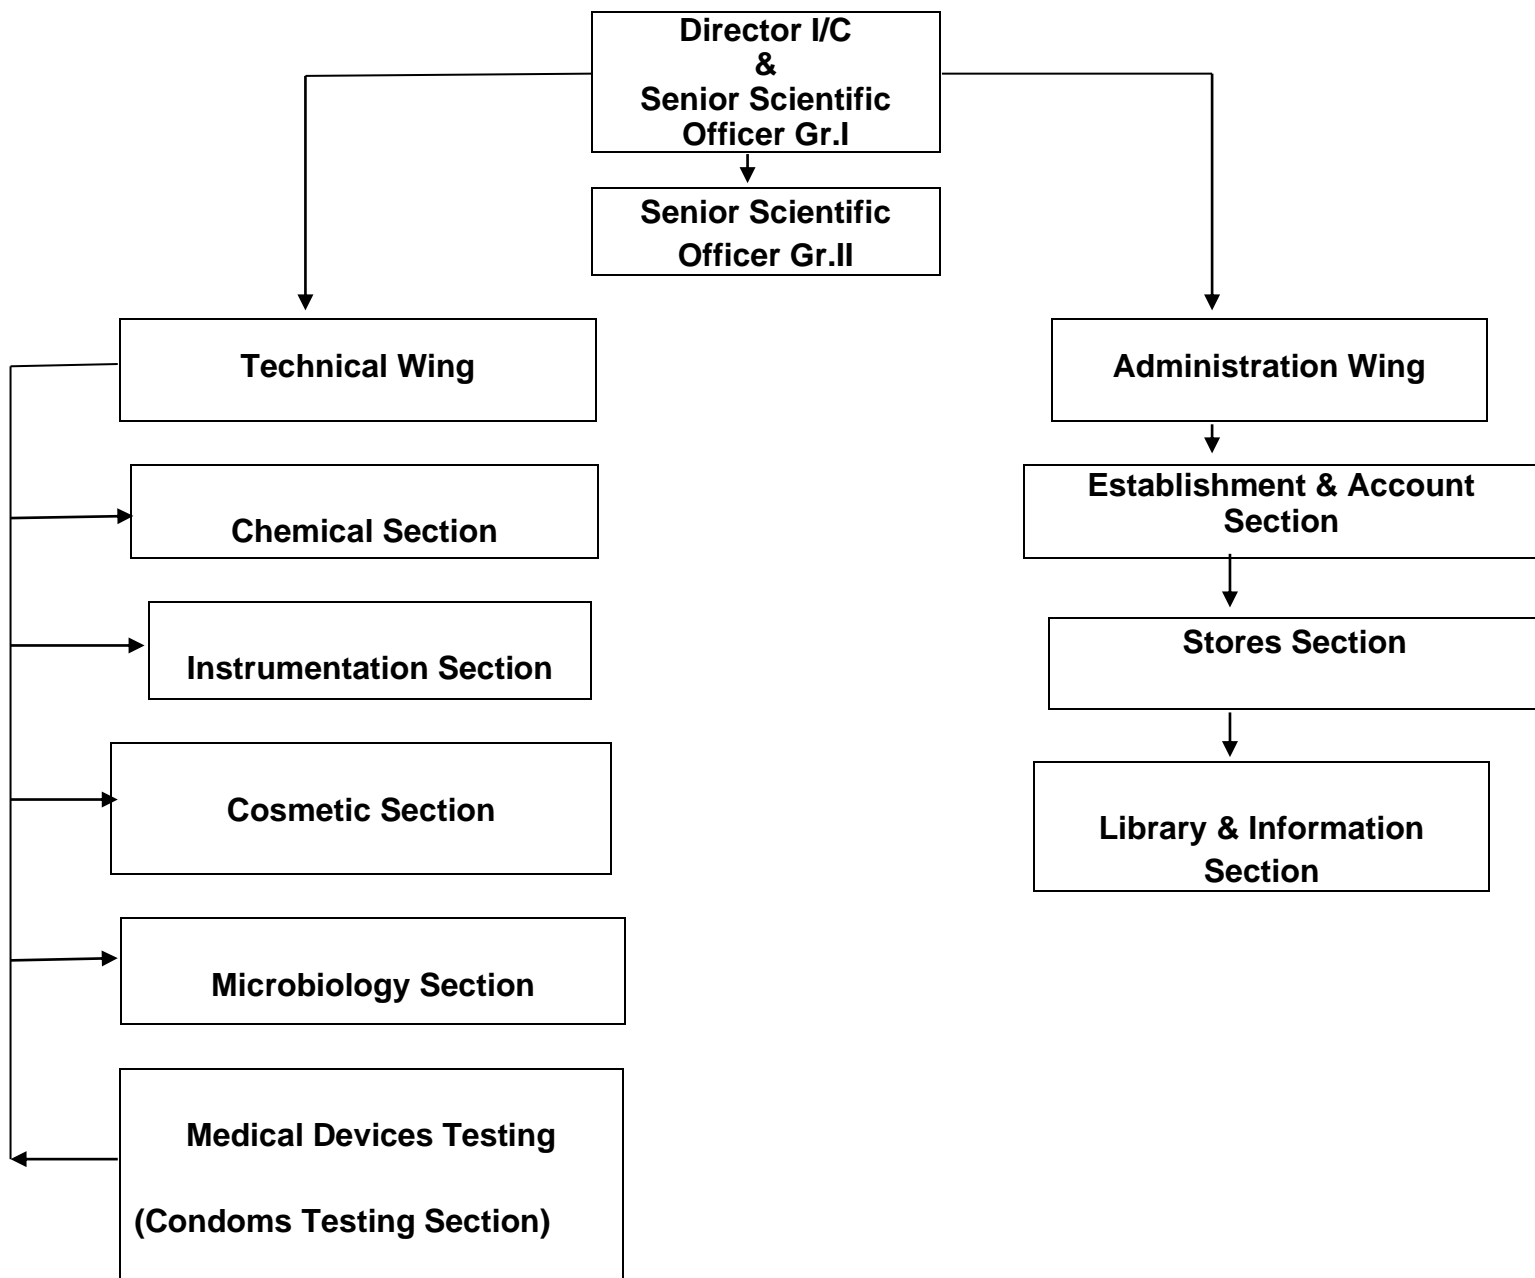 Director I/C
&
Senior Scientific
Officer Gr.I
Senior Scientific
Officer Gr.II
Technical Wing
Administration Wing
Chemical Section
Establishment & Account
Section
Instrumentation Section
Stores Section
Cosmetic Section
Library & Information
Section
Microbiology Section
Medical Devices Testing
(Condoms Testing Section)